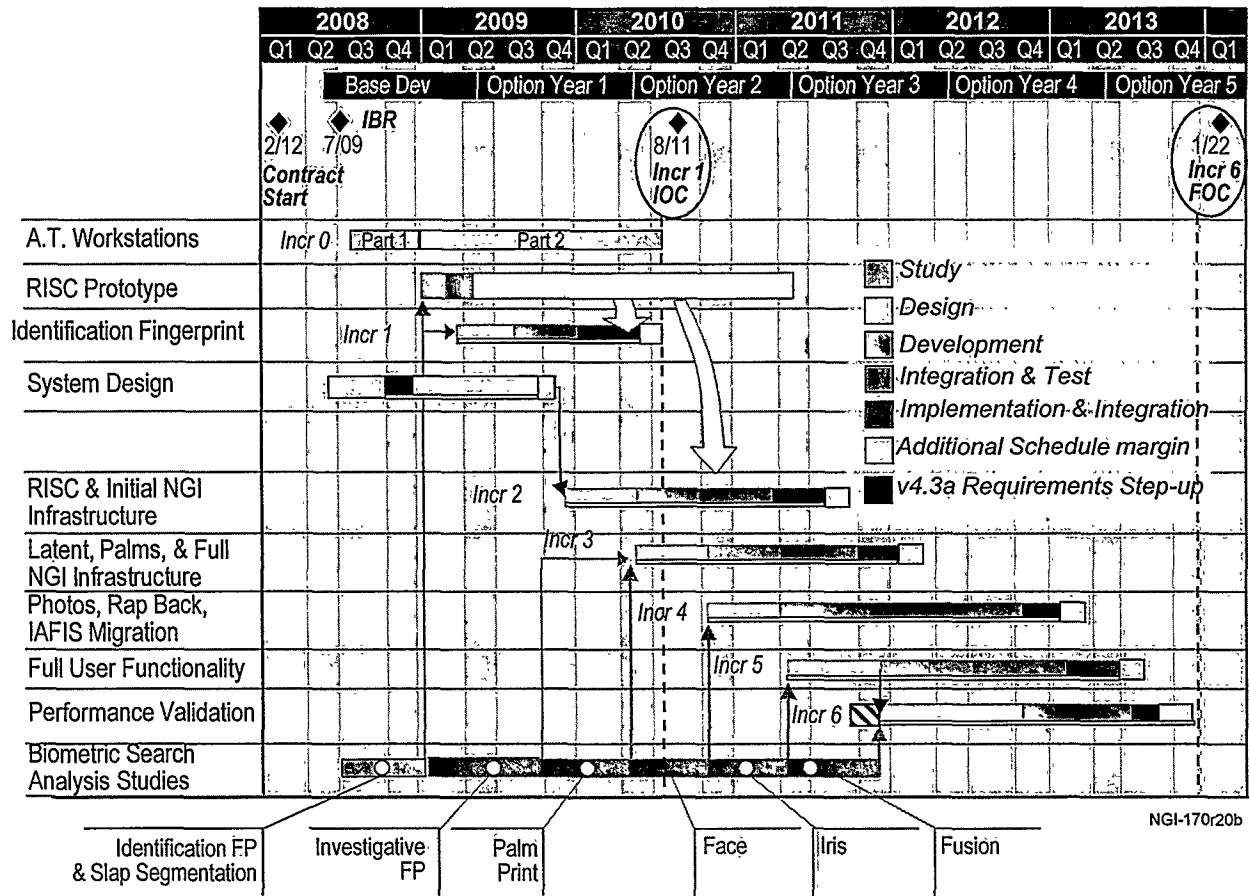 2008 2009 2010 2011 2012 2013
Q1 Q2 Q3 Q4 Q1 Q2 Q3 Q4 Q1 Q2 Q3 Q4 Q1 Q2 Q3 Q4 Q1 Q2 Q3 Q4 Q1 Q2 Q3 Q4 Q1
Base Dev Option Year 1 Option Year 2 Option Year 3 Option Year 4 Option Year 5
IBR
2/12 7/09 8/11 1/22
Contract
Start
Incr 1
IOC
Incr 6
FOC
A.T. Workstations
Incr 0
Part 1
Part 2
RISC Prototype
Identification Fingerprint
Incr 1
System Design
Study
Design
Development
Integration & Test
Implementation & Integration
Additional Schedule margin
v4.3a Requirements Step-up
RISC & Initial NGI
Infrastructure
Incr 2
Latent, Palms, & Full
NGI Infrastructure
Incr 3
Photos, Rap Back,
IAFIS Migration
Incr 4
Full User Functionality
Incr 5
Performance Validation
Incr 6
Biometric Search
Analysis Studies
NGI-170r20b
Identification FP
& Slap Segmentation
Investigative
FP
Palm
Print
Face
Iris
Fusion